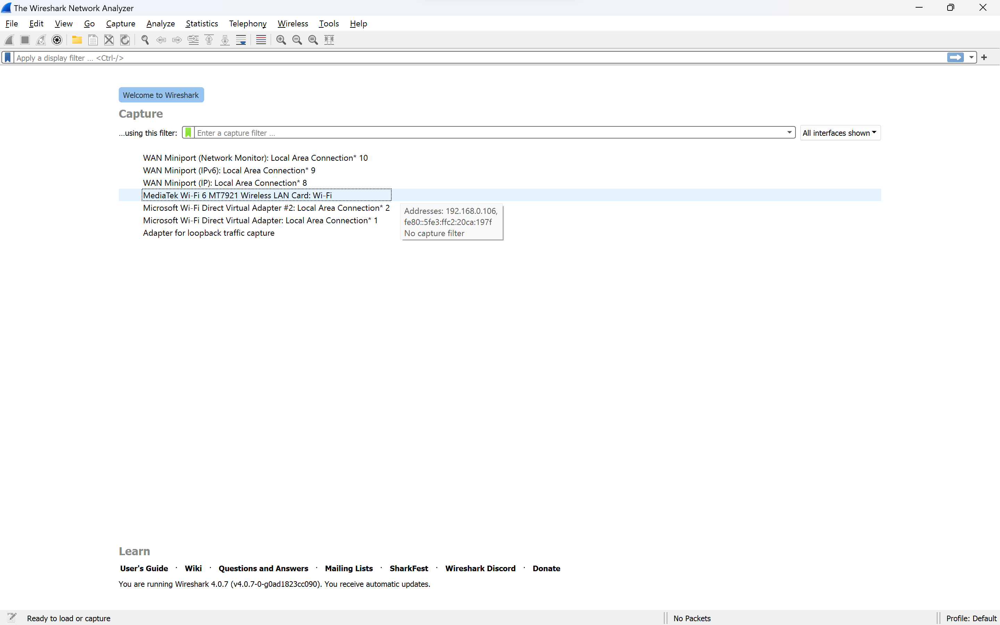 The Wireshark Network Analyzer
File Edit View Go Capture Analyze Statistics Telephony Wireless Tools Help
Apply a display filter ... <Ctrl-/>
Welcome to Wireshark
Capture
...using this filter: Enter a capture filter ... All interfaces shown
WAN Miniport (Network Monitor): Local Area Connection* 10
WAN Miniport (IPv6): Local Area Connection* 9
WAN Miniport (IP): Local Area Connection* 8
MediaTek Wi-Fi 6 MT7921 Wireless LAN Card: Wi-Fi
Microsoft Wi-Fi Direct Virtual Adapter #2: Local Area Connection* 2
Microsoft Wi-Fi Direct Virtual Adapter: Local Area Connection* 1
Adapter for loopback traffic capture
Addresses: 192.168.0.106,
fe80::5fe3:ffc2:20ca:197f
No capture filter
Learn
User's Guide · Wiki · Questions and Answers · Mailing Lists · SharkFest · Wireshark Discord · Donate
You are running Wireshark 4.0.7 (v4.0.7-0-g0ad1823cc090). You receive automatic updates.
Ready to load or capture No Packets Profile: Default